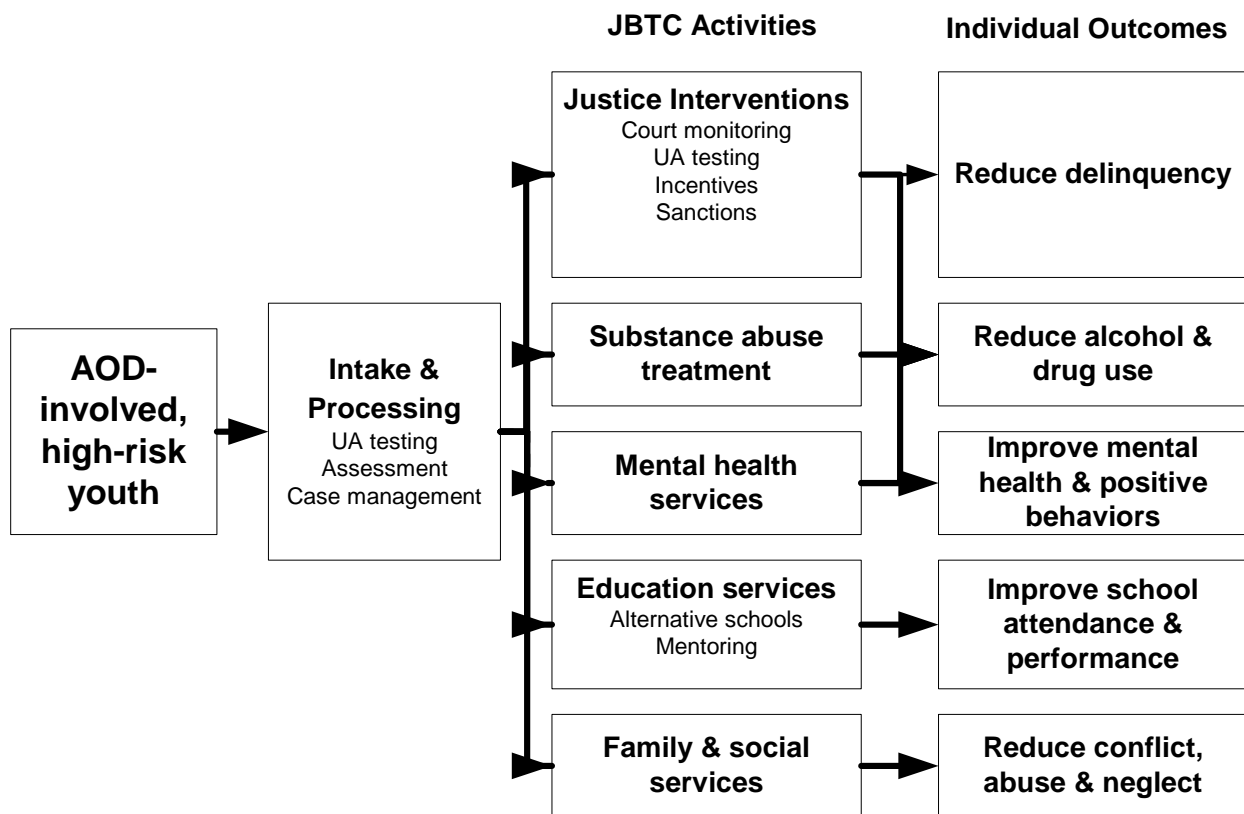 JBTC Activities
Individual Outcomes
AOD-
involved,
high-risk
youth
Intake &
Processing
UA testing
Assessment
Case management
Justice Interventions
Court monitoring
UA testing
Incentives
Sanctions
Substance abuse
treatment
Mental health
services
Education services
Alternative schools
Mentoring
Family & social
services
Reduce delinquency
Reduce alcohol &
drug use
Improve mental
health & positive
behaviors
Improve school
attendance &
performance
Reduce conflict,
abuse & neglect